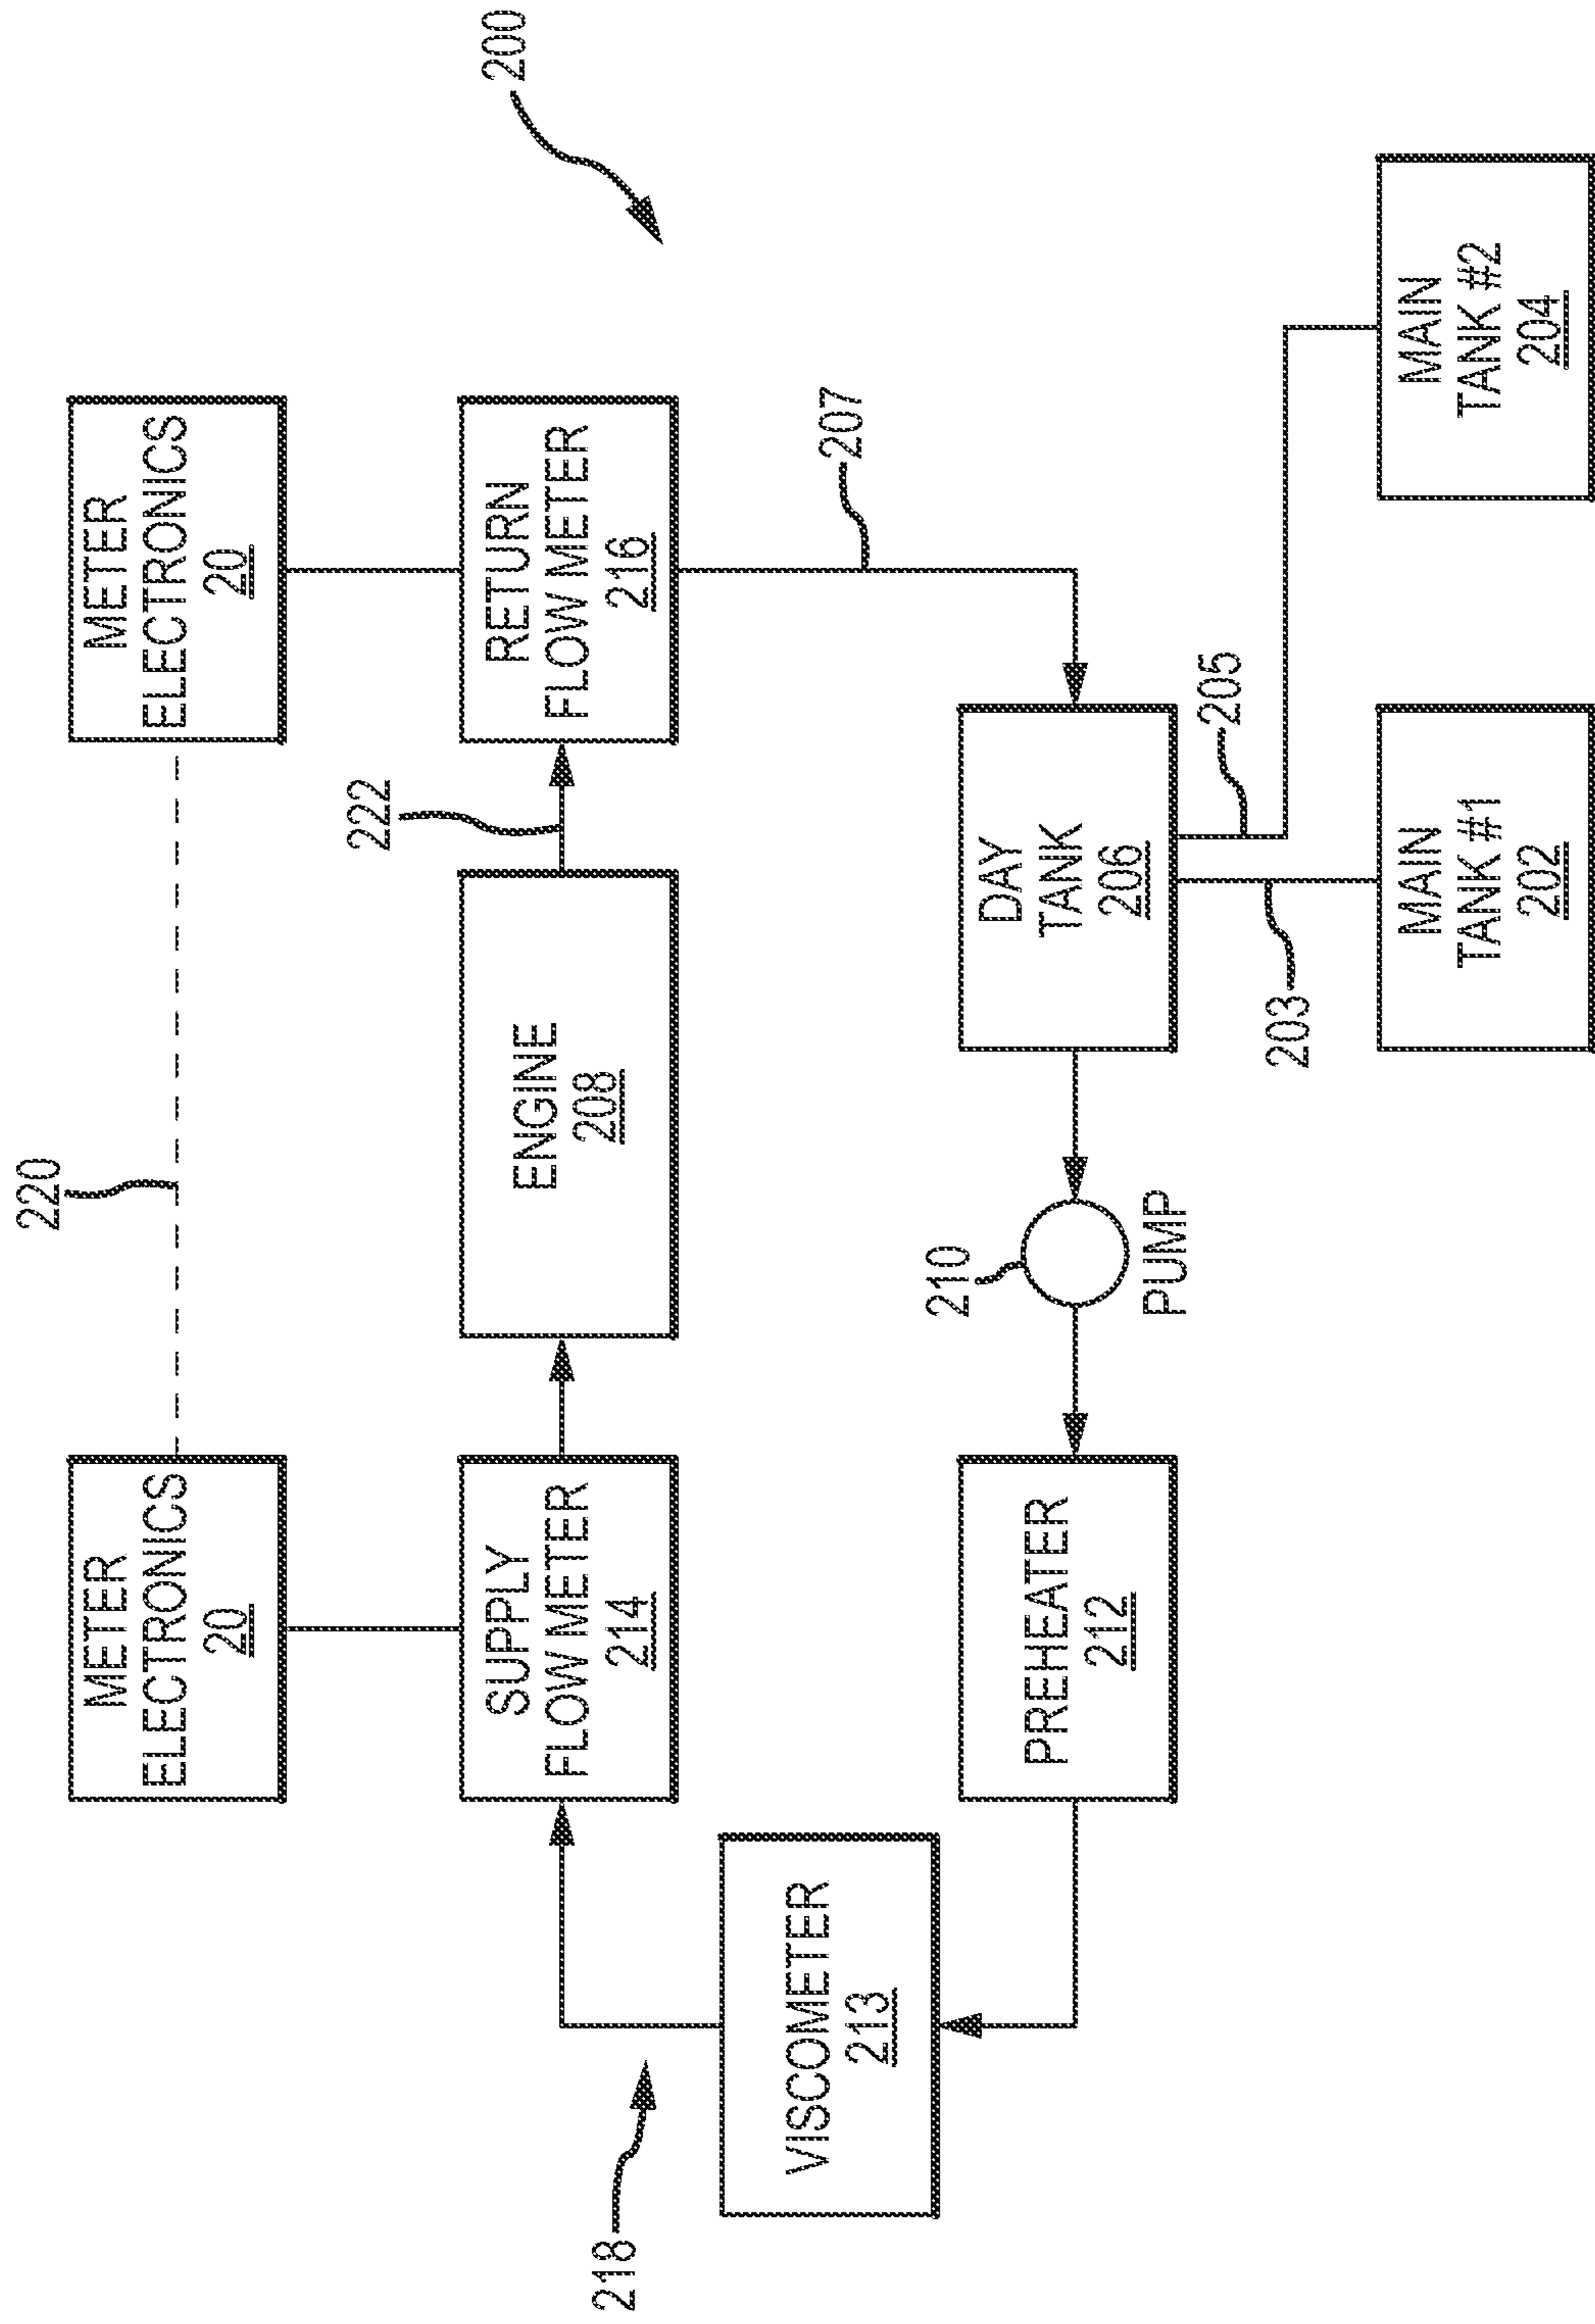 METER
ELECTRONICS
20
220
METER
ELECTRONICS
20
200
SUPPLY
FLOW METER
214
ENGINE
208
222
RETURN
FLOW METER
216
218
207
VISCOMETER
213
PREHEATER
212
210
PUMP
DAY
TANK
206
203
205
MAIN
TANK #1
202
MAIN
TANK #2
204